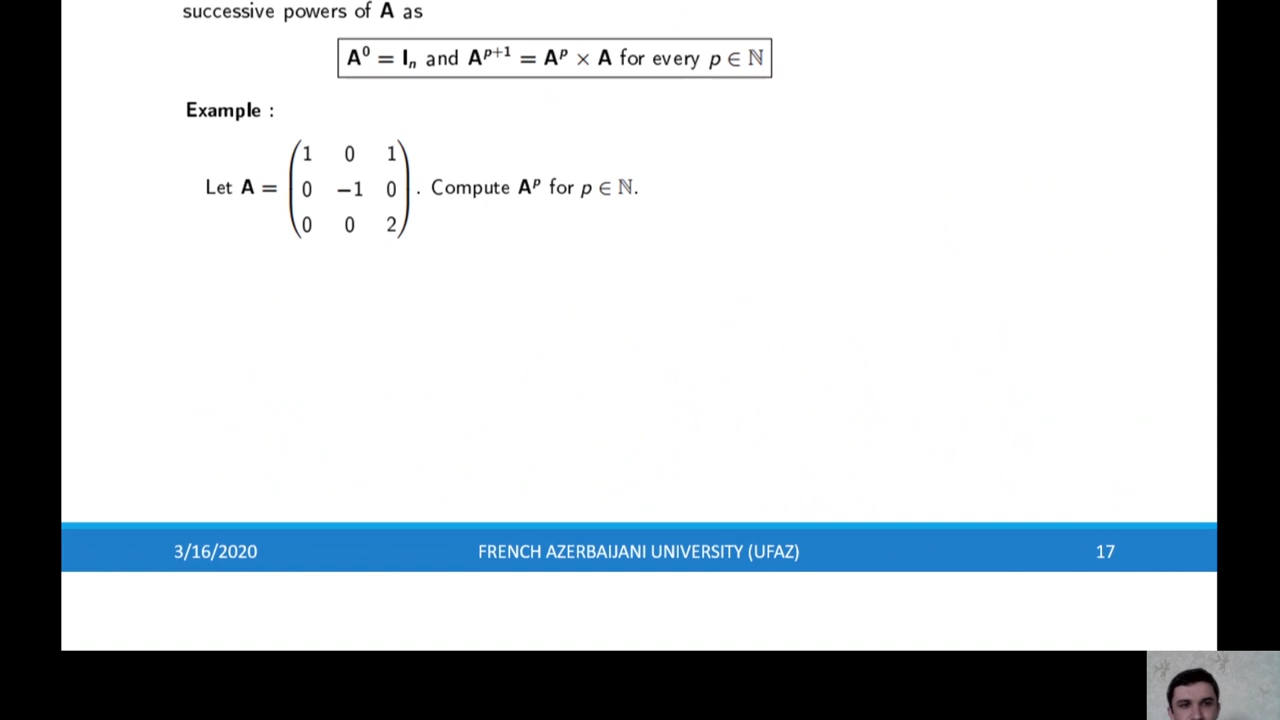 successive powers of A as
A⁰ = Iₙ and Aᵖ⁺¹ = Aᵖ × A for every p ∈ ℕ
Example :
Let A = (1 0 1
0 −1 0
0 0 2). Compute Aᵖ for p ∈ ℕ.
3/16/2020 FRENCH AZERBAIJANI UNIVERSITY (UFAZ) 17